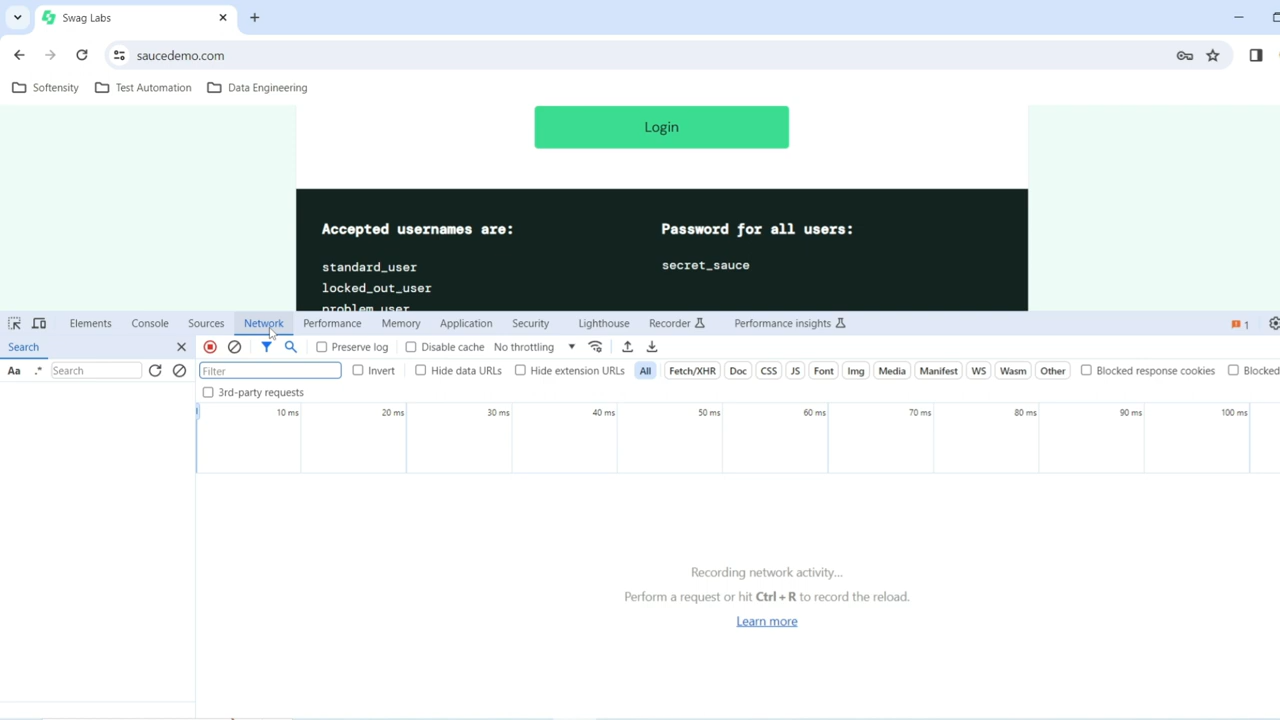 Swag Labs
saucedemo.com
Softensity Test Automation Data Engineering
Login
Accepted usernames are: Password for all users:
standard_user secret_sauce
locked_out_user
problem_user
Elements Console Sources Network Performance Memory Application Security Lighthouse Recorder Performance insights 1
Search Preserve log Disable cache No throttling
Aa .* Search Filter Invert Hide data URLs Hide extension URLs All Fetch/XHR Doc CSS JS Font Img Media Manifest WS Wasm Other Blocked response cookies Blocked
3rd-party requests
10 ms 20 ms 30 ms 40 ms 50 ms 60 ms 70 ms 80 ms 90 ms 100 ms
Recording network activity...
Perform a request or hit Ctrl + R to record the reload.
Learn more